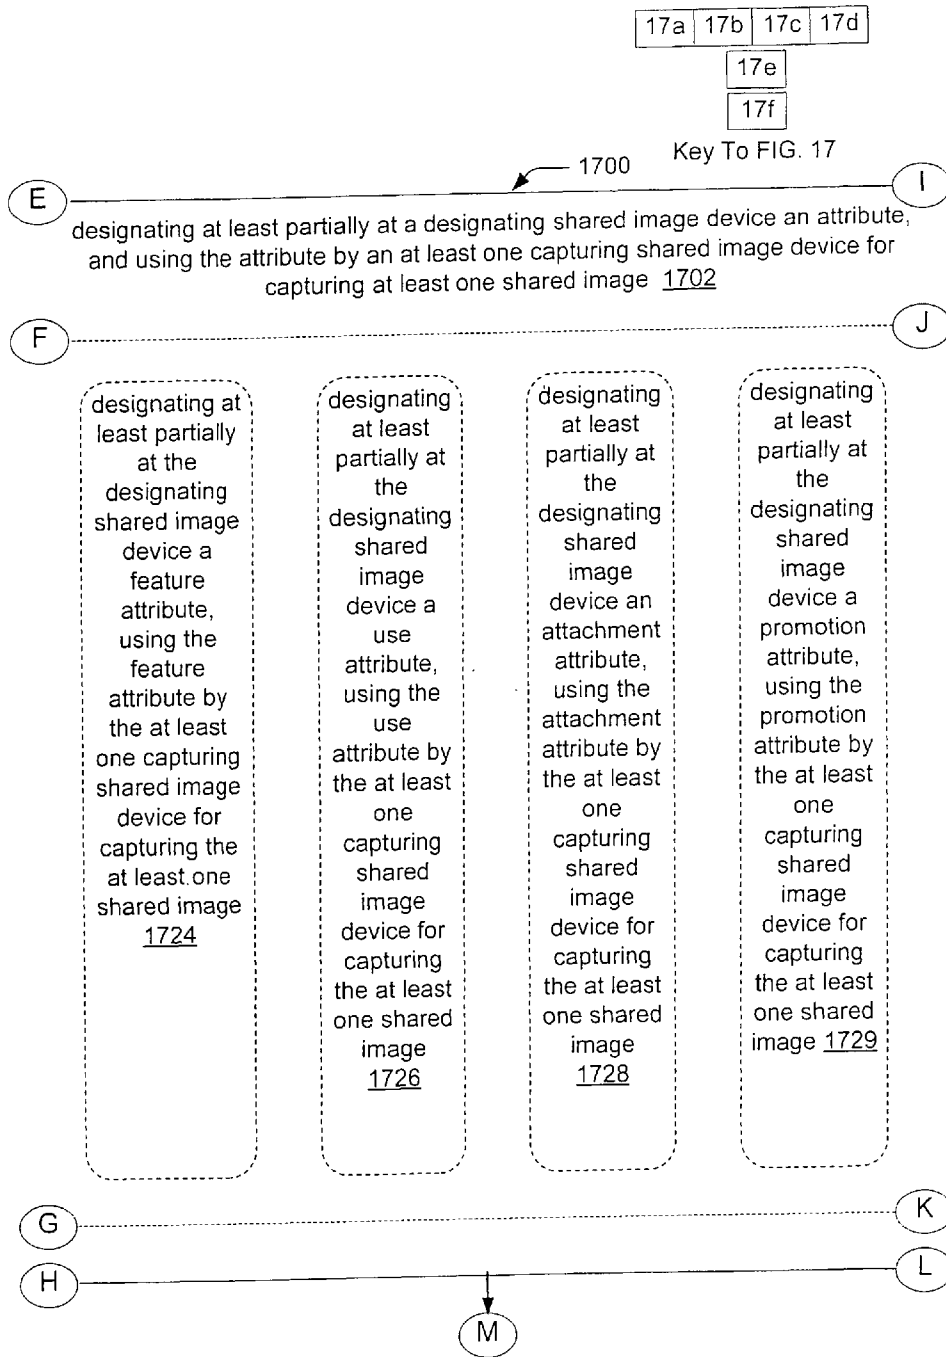 17a 17b 17c 17d
17e
17f
Key To FIG. 17
1700
E
I
designating at least partially at a designating shared image device an attribute,
and using the attribute by an at least one capturing shared image device for
capturing at least one shared image 1702
F
J
designating at
least partially
at the
designating
shared image
device a
feature
attribute,
using the
feature
attribute by
the at least
one capturing
shared image
device for
capturing the
at least one
shared image
1724
designating
at least
partially at
the
designating
shared
image
device a
use
attribute,
using the
use
attribute by
the at least
one
capturing
shared
image
device for
capturing
the at least
one shared
image
1726
designating
at least
partially at
the
designating
shared
image
device an
attachment
attribute,
using the
attachment
attribute by
the at least
one
capturing
shared
image
device for
capturing
the at least
one shared
image
1728
designating
at least
partially at
the
designating
shared
image
device a
promotion
attribute,
using the
promotion
attribute by
the at least
one
capturing
shared
image
device for
capturing
the at least
one shared
image 1729
G
K
H
L
M